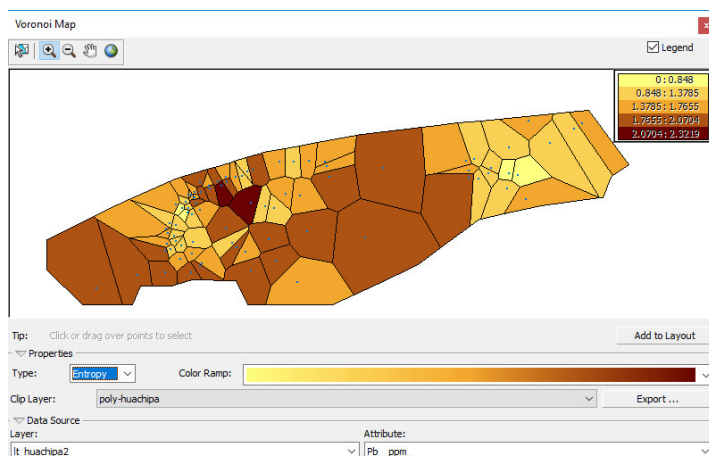 Voronoi Map
x
Legend
0 : 0.848
0.848 : 1.3785
1.3785 : 1.7655
1.7655 : 2.0704
2.0704 : 2.3219
Tip: Click or drag over points to select
Add to Layout
Properties
Type: Entropy Color Ramp:
Clip Layer: poly-huachipa Export ...
Data Source
Layer: Attribute:
lt_huachipa2 Pb__ppm_